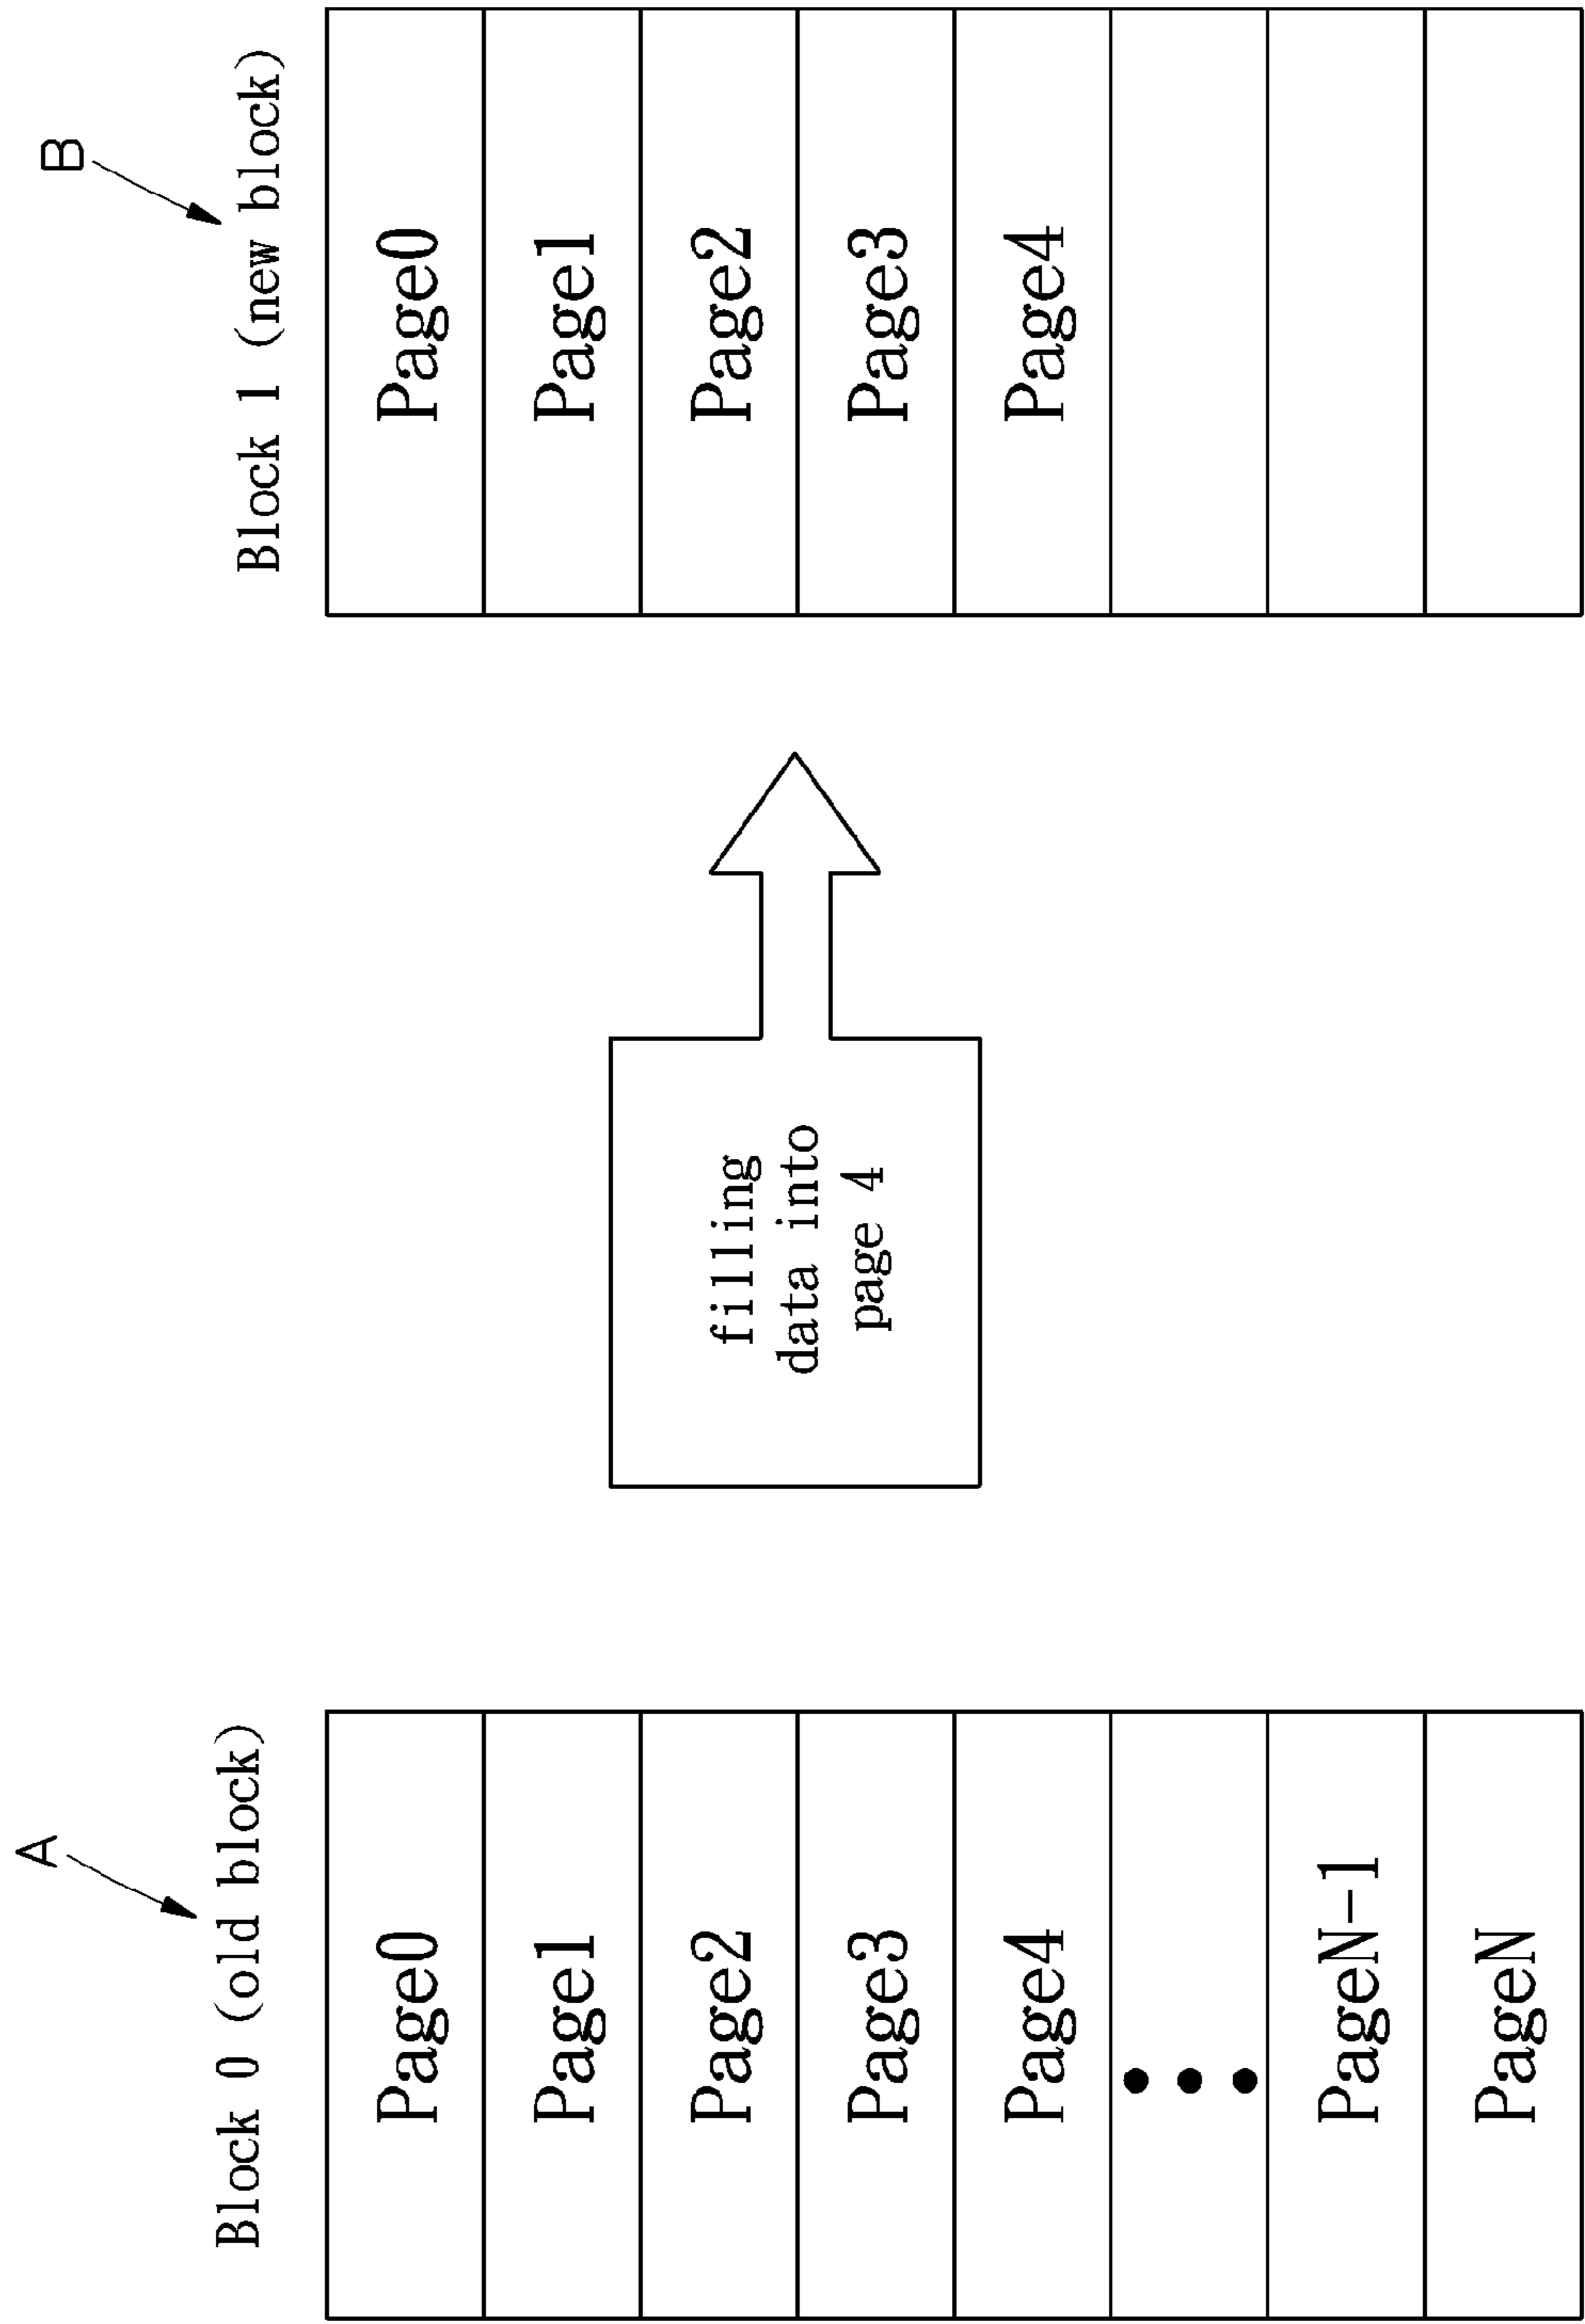 A
Block 0 (old block)
Page0
Page1
Page2
Page3
Page4
PageN-1
PageN
filling
data into
page 4
B
Block 1 (new block)
Page0
Page1
Page2
Page3
Page4